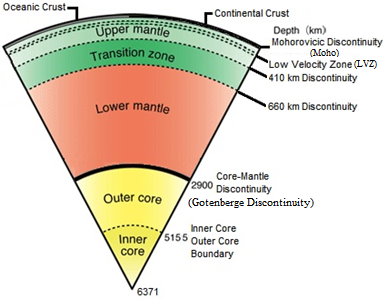 Oceanic Crust
Continental Crust
Upper mantle
Depth (km)
Mohorovicic Discontinuity
(Moho)
Transition zone
Low Velocity Zone (LVZ)
410 km Discontinuity
Lower mantle
660 km Discontinuity
2900 Core-Mantle
Discontinuity
(Gotenberge Discontinuity)
Outer core
5155 Inner Core
Outer Core
Boundary
Inner
core
6371